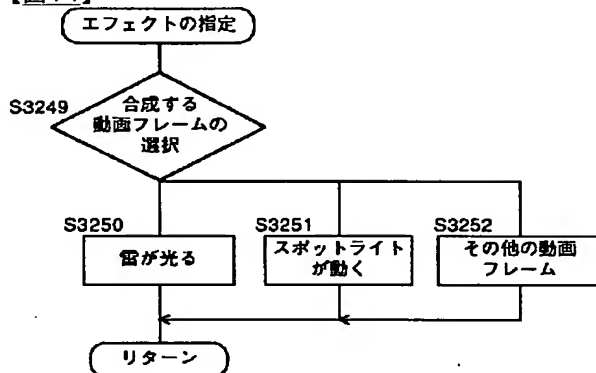 エフェクトの指定
S3249
合成する
動画フレームの
選択
S3250
雷が光る
S3251
スポットライト
が動く
S3252
その他の動画
フレーム
リターン